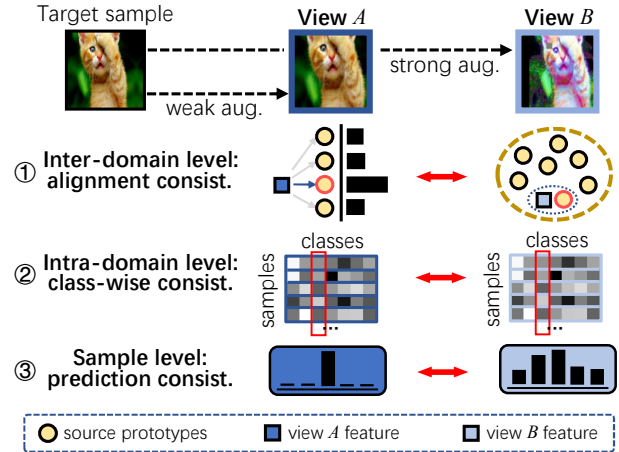 Target sample
View A
View B
weak aug.
strong aug.
① Inter-domain level:
alignment consist.
② Intra-domain level:
class-wise consist.
classes
samples
...
classes
samples
...
③ Sample level:
prediction consist.
source prototypes
view A feature
view B feature